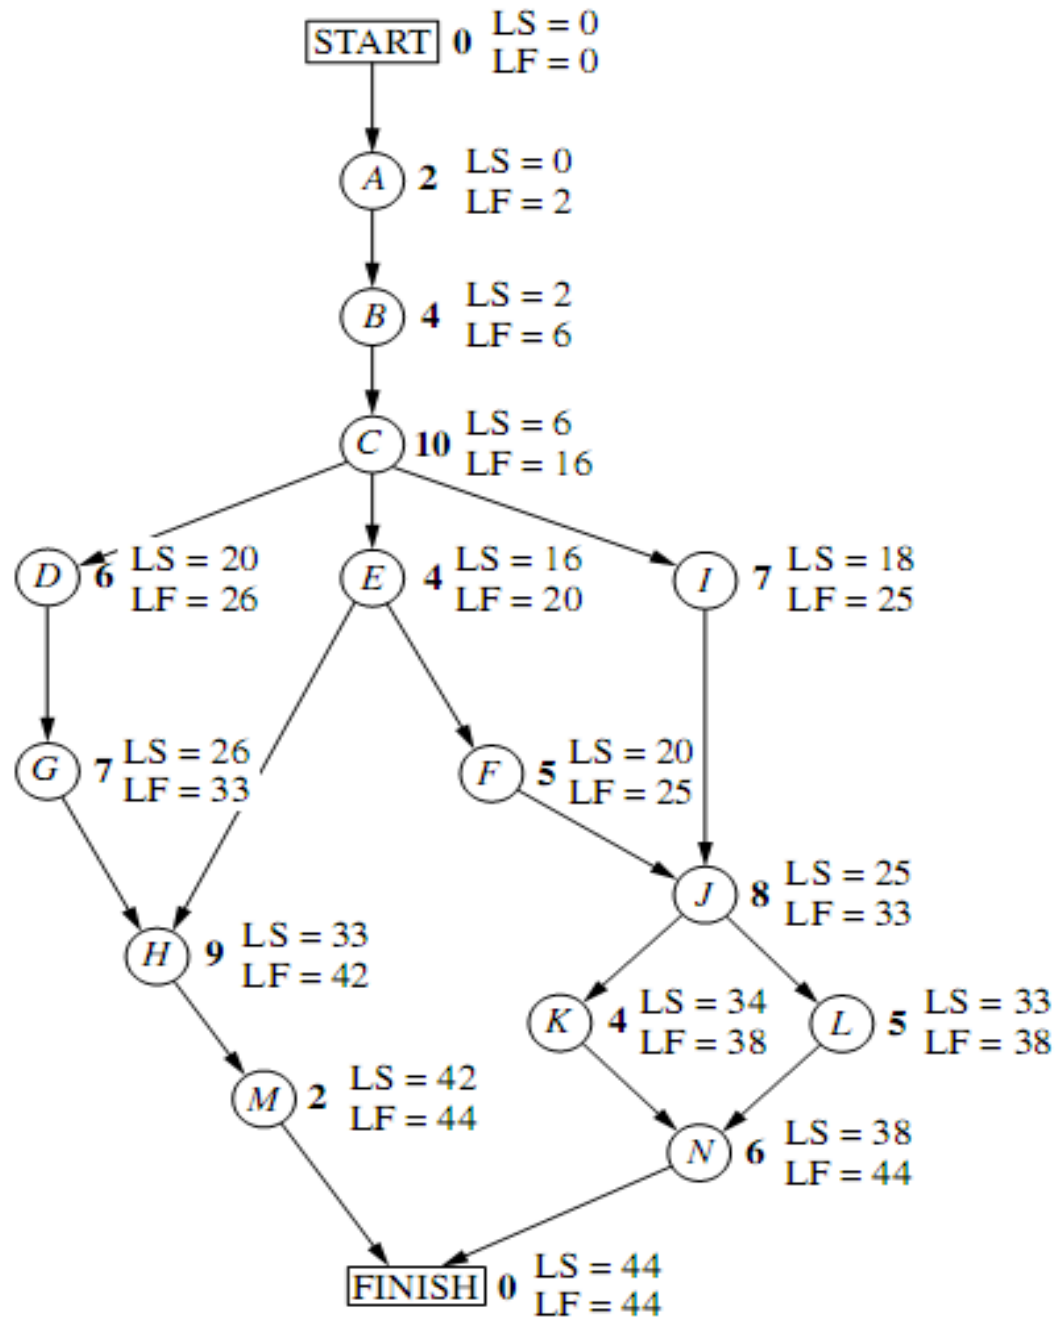 START 0 LS = 0
LF = 0
A 2 LS = 0
LF = 2
B 4 LS = 2
LF = 6
C 10 LS = 6
LF = 16
D 6 LS = 20
LF = 26
E 4 LS = 16
LF = 20
I 7 LS = 18
LF = 25
G 7 LS = 26
LF = 33
F 5 LS = 20
LF = 25
J 8 LS = 25
LF = 33
H 9 LS = 33
LF = 42
K 4 LS = 34
LF = 38
L 5 LS = 33
LF = 38
M 2 LS = 42
LF = 44
N 6 LS = 38
LF = 44
FINISH 0 LS = 44
LF = 44